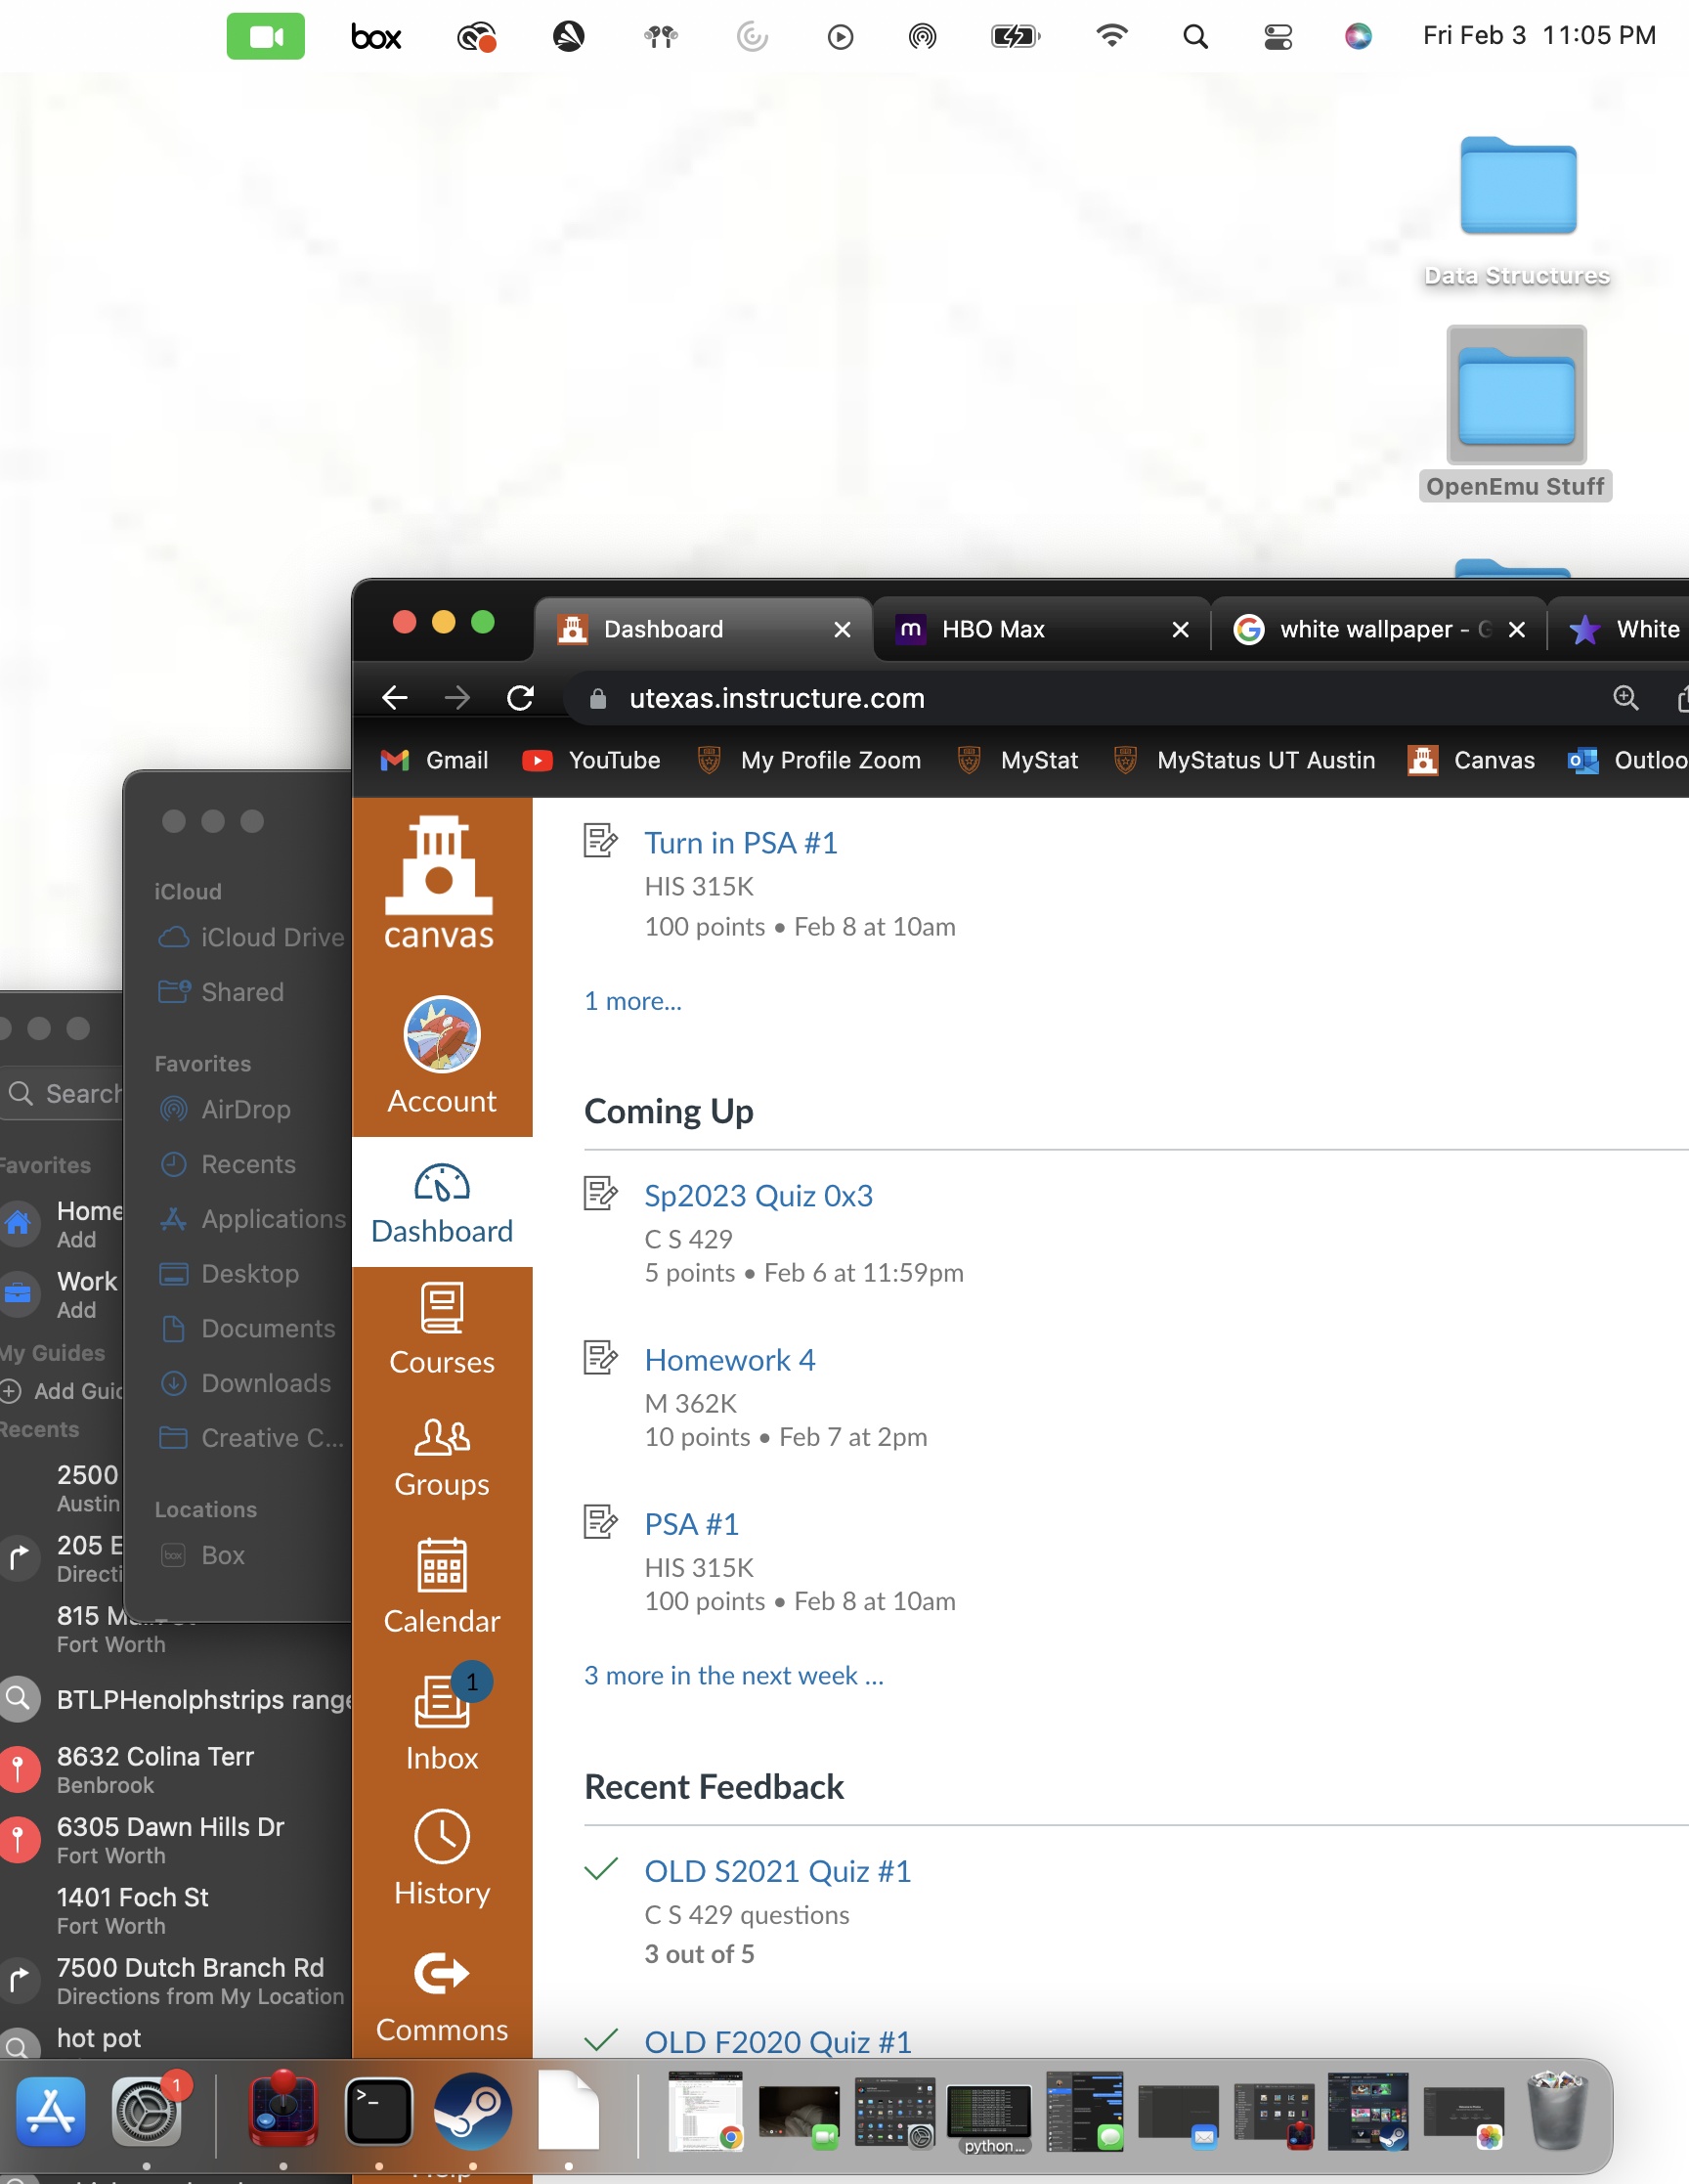 box
Fri Feb 3 11:05 PM
Data Structures
OpenEmu Stuff
Dashboard
HBO Max
white wallpaper - G
White
utexas.instructure.com
Gmail
YouTube
My Profile Zoom
MyStat
MyStatus UT Austin
Canvas
Outloo
iCloud
iCloud Drive
Shared
Favorites
AirDrop
Recents
Applications
Desktop
Documents
Downloads
Creative C...
Locations
box
Box
Search
Favorites
Home
Add
Work
Add
My Guides
Add Guid
Recents
2500
Austin
205 E
Directi
815
Fort Worth
BTLPHenolphstrips range
8632 Colina Terr
Benbrook
6305 Dawn Hills Dr
Fort Worth
1401 Foch St
Fort Worth
7500 Dutch Branch Rd
Directions from My Location
hot pot
canvas
Account
Dashboard
Courses
Groups
Calendar
1
Inbox
History
Commons
Turn in PSA #1
HIS 315K
100 points • Feb 8 at 10am
1 more...
Coming Up
Sp2023 Quiz 0x3
C S 429
5 points • Feb 6 at 11:59pm
Homework 4
M 362K
10 points • Feb 7 at 2pm
PSA #1
HIS 315K
100 points • Feb 8 at 10am
3 more in the next week ...
Recent Feedback
OLD S2021 Quiz #1
C S 429 questions
3 out of 5
OLD F2020 Quiz #1
1
python...